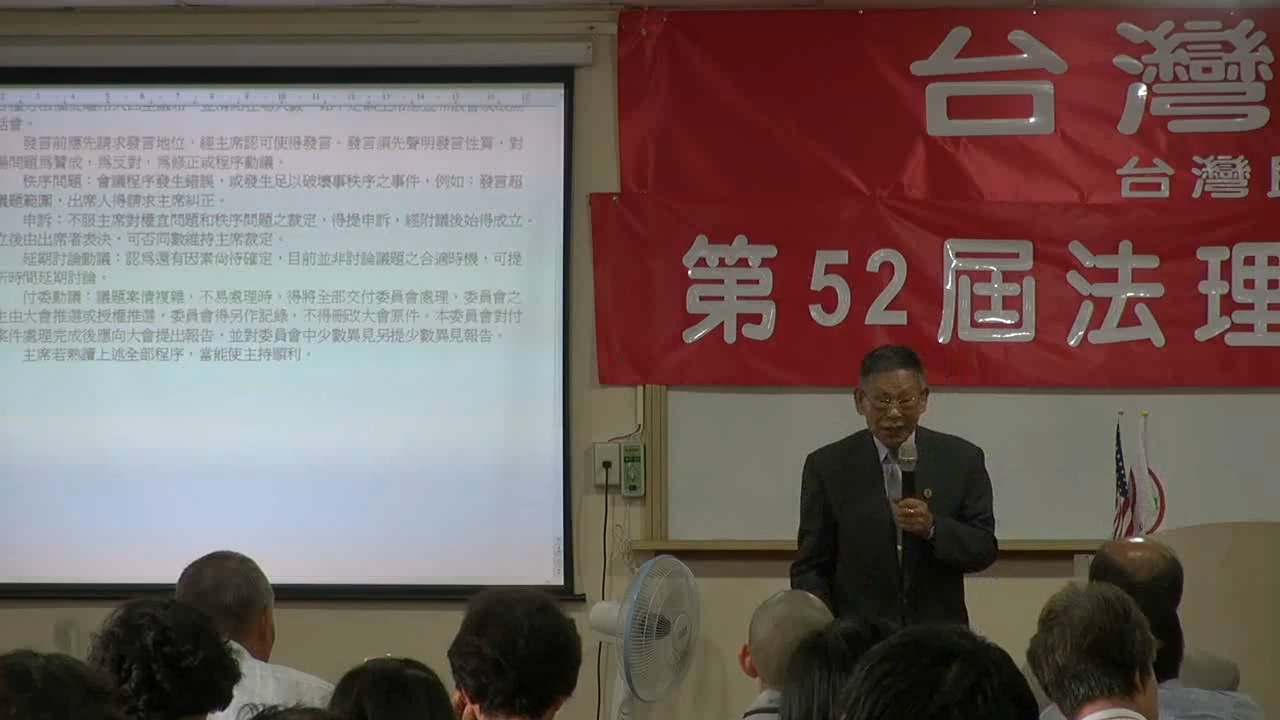 話會。
發言前應先請求發言地位，經主席認可使得發言。發言須先聲明發言性質，對
問題爲贊成，爲反對，爲修正或程序動議。
秩序問題：會議程序發生錯誤，或發生足以破壞事秩序之事件，例如：發言超
議題範圍，出席人得請求主席糾正。
申訴：不服主席對權宜問題和秩序問題之裁定，得提申訴，經附議後始得成立，
立後由出席者表決，可否同數維持主席裁定。
延期討論動議：認爲還有因素尚待確定，目前並非討論議題之合適時機，可提
時間延期討論。
付委動議：議題案情複雜，不易處理時，得將全部交付委員會處理，委員會之
由大會推選或授權推選，委員會得另作記錄，不得刪改大會原件。本委員會對付
案件處理完成後應向大會提出報告，並對委員會中少數異見另提少數異見報告。
主席若熟讀上述全部程序，當能使主持順利。
台灣
台灣
第52屆法理